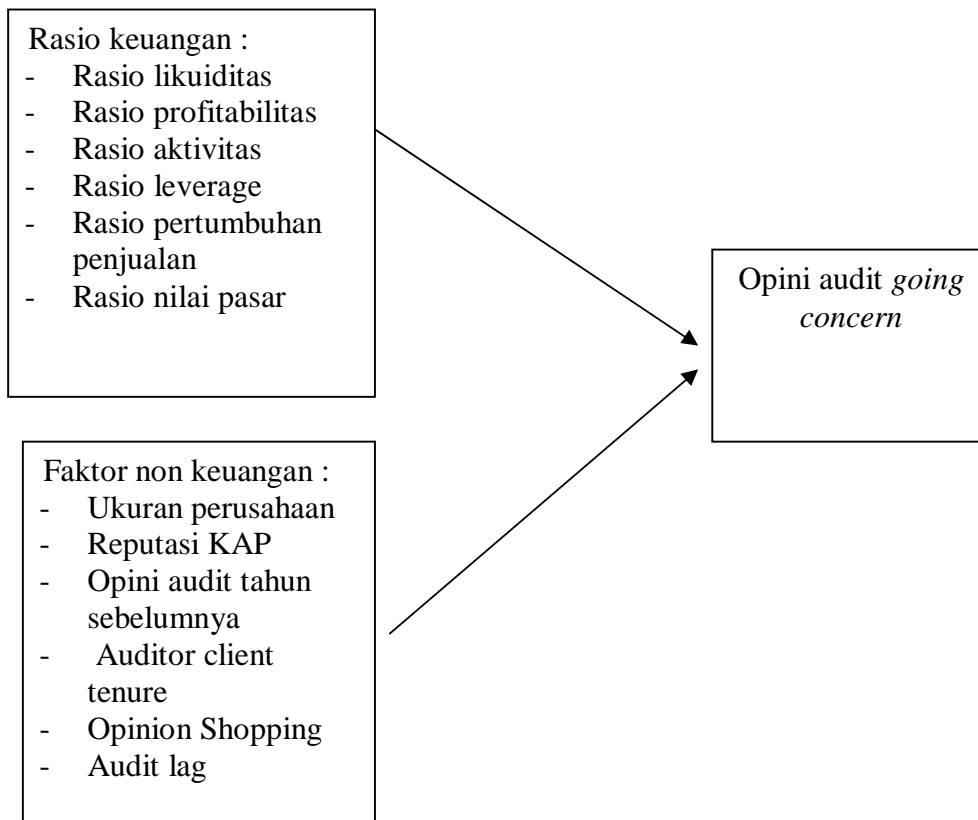 Rasio keuangan :
- Rasio likuiditas
- Rasio profitabilitas
- Rasio aktivitas
- Rasio leverage
- Rasio pertumbuhan
penjualan
- Rasio nilai pasar
Opini audit going
concern
Faktor non keuangan :
- Ukuran perusahaan
- Reputasi KAP
- Opini audit tahun
sebelumnya
- Auditor client
tenure
- Opinion Shopping
- Audit lag